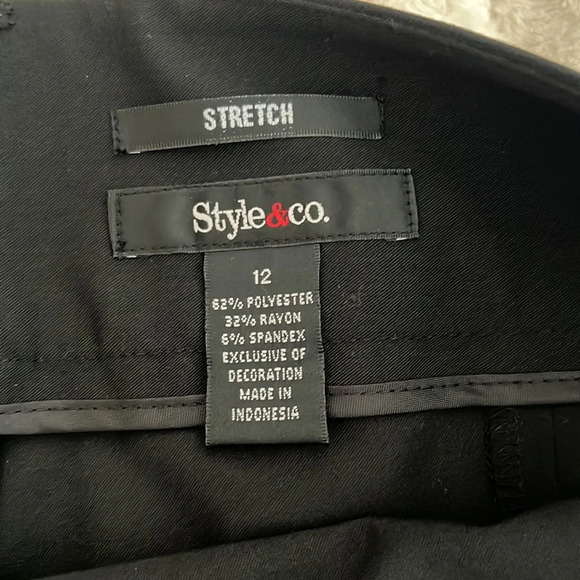 STRETCH
Style&co.
12
62% POLYESTER
32% RAYON
6% SPANDEX
EXCLUSIVE OF
DECORATION
MADE IN
INDONESIA